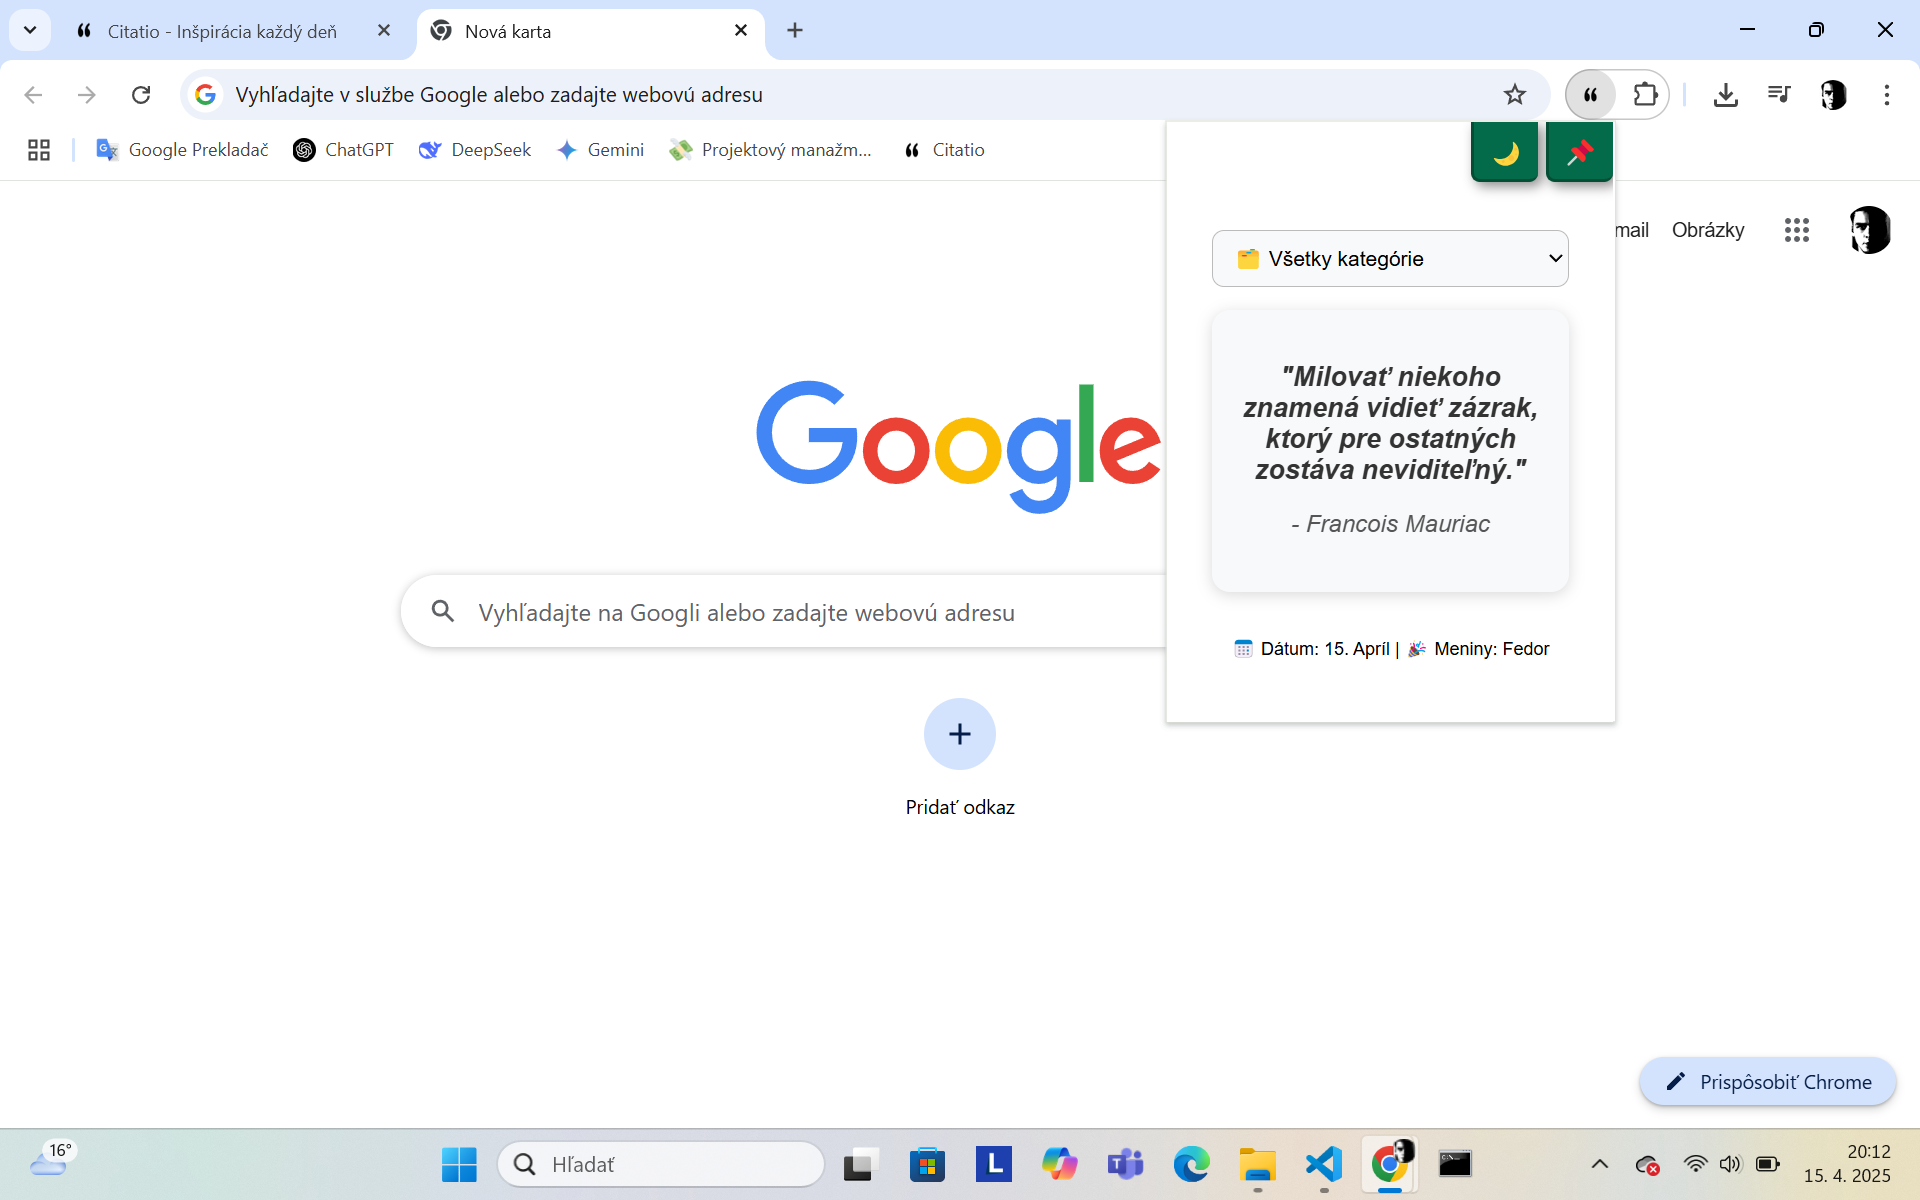 Citatio - Inšpirácia každý deň
Nová karta
Vyhľadajte v službe Google alebo zadajte webovú adresu
Google Prekladač
ChatGPT
DeepSeek
Gemini
Projektový manažm...
Citatio
mail
Obrázky
Všetky kategórie
"Milovať niekoho
znamená vidieť zázrak,
ktorý pre ostatných
zostáva neviditeľný."
- Francois Mauriac
Dátum: 15. Apríl | Meniny: Fedor
Google
Vyhľadajte na Googli alebo zadajte webovú adresu
Pridať odkaz
Prispôsobiť Chrome
16°
Hľadať
L
20:12
15. 4. 2025